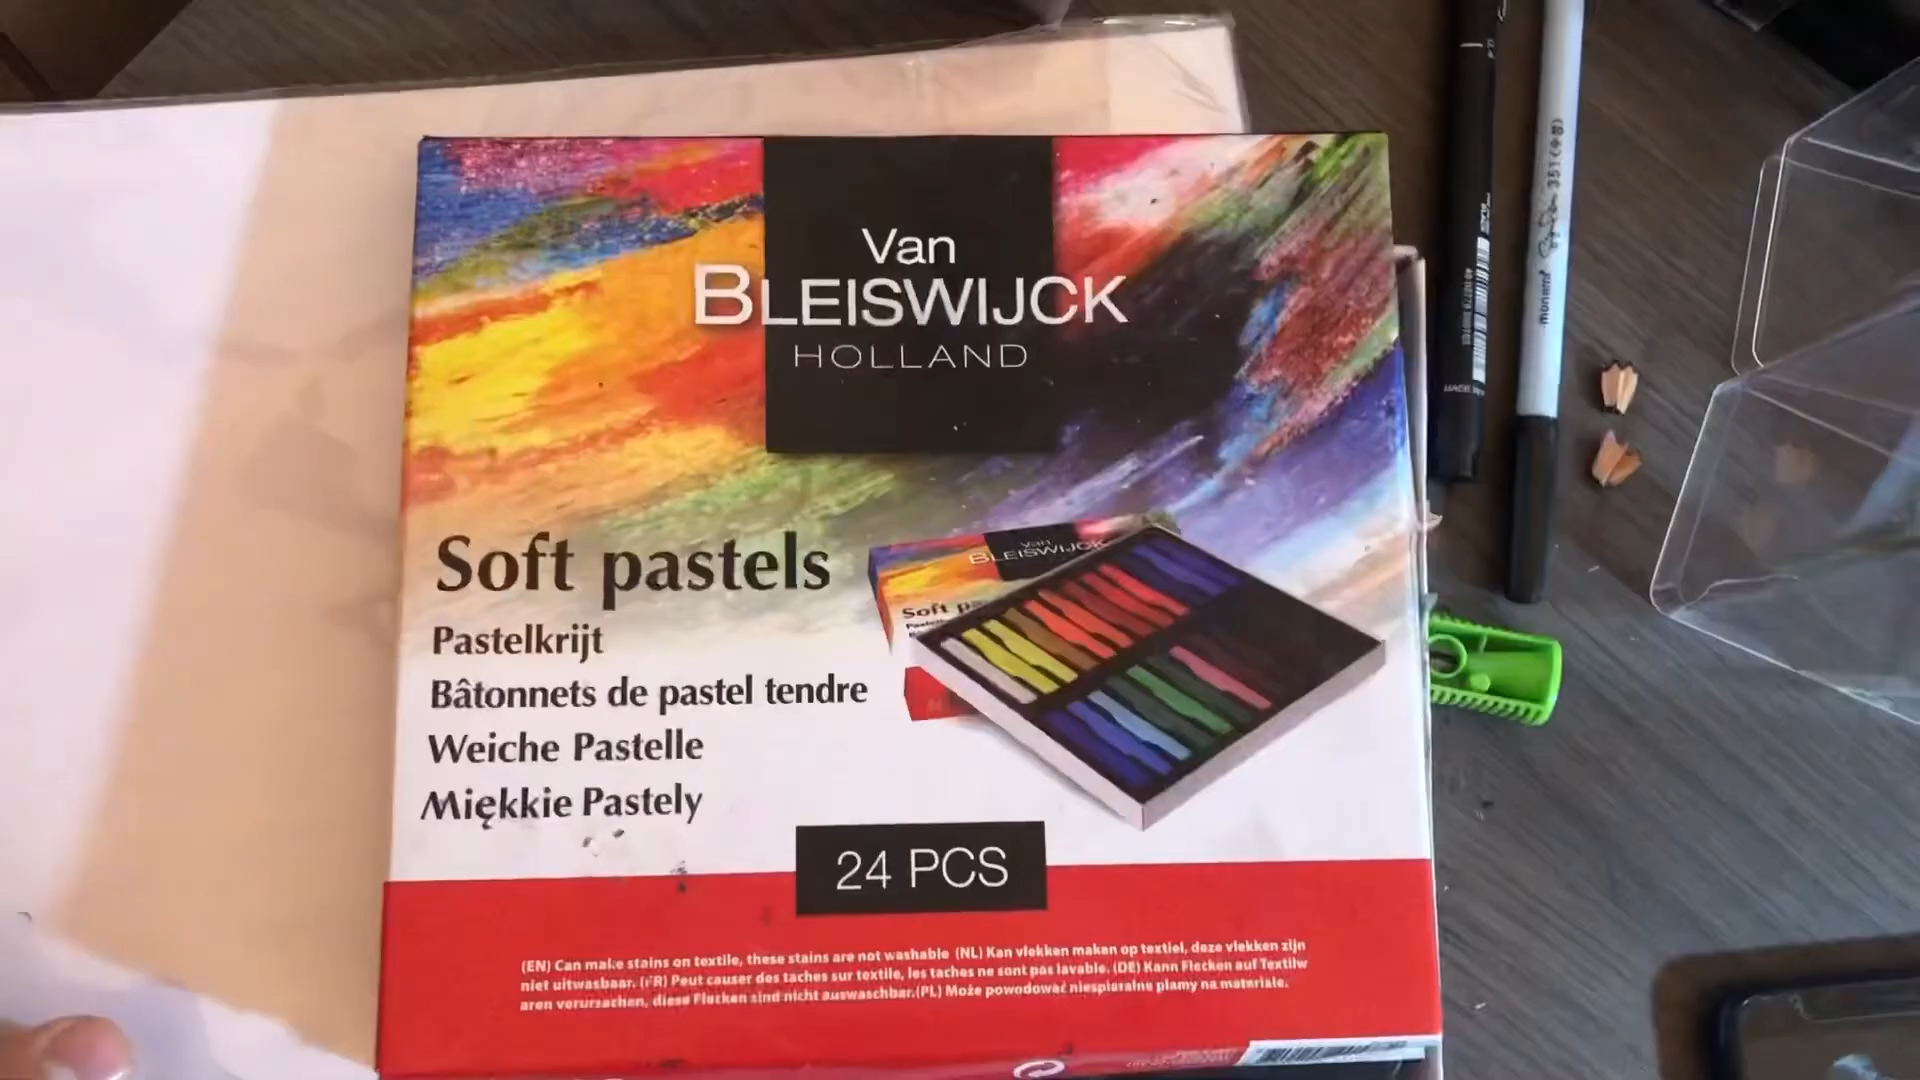 Van
BLEISWIJCK
HOLLAND
Soft pastels
Pastelkrijt
Bâtonnets de pastel tendre
Weiche Pastelle
Miękkie Pastely
24 PCS
(EN) Can make stains on textile, these stains are not washable (NL) Kan vlekken maken op textiel, deze vlekken zijn
niet uitwasbaar. (FR) Peut causer des taches sur textile, les taches ne sont pas lavable. (DE) Kann Flecken auf Textilw
aren verursachen, diese Flecken sind nicht auswaschbar.(PL) Może powodować niespieralne plamy na materiale.
Van
BLEISWIJCK
Soft pa
monami
351